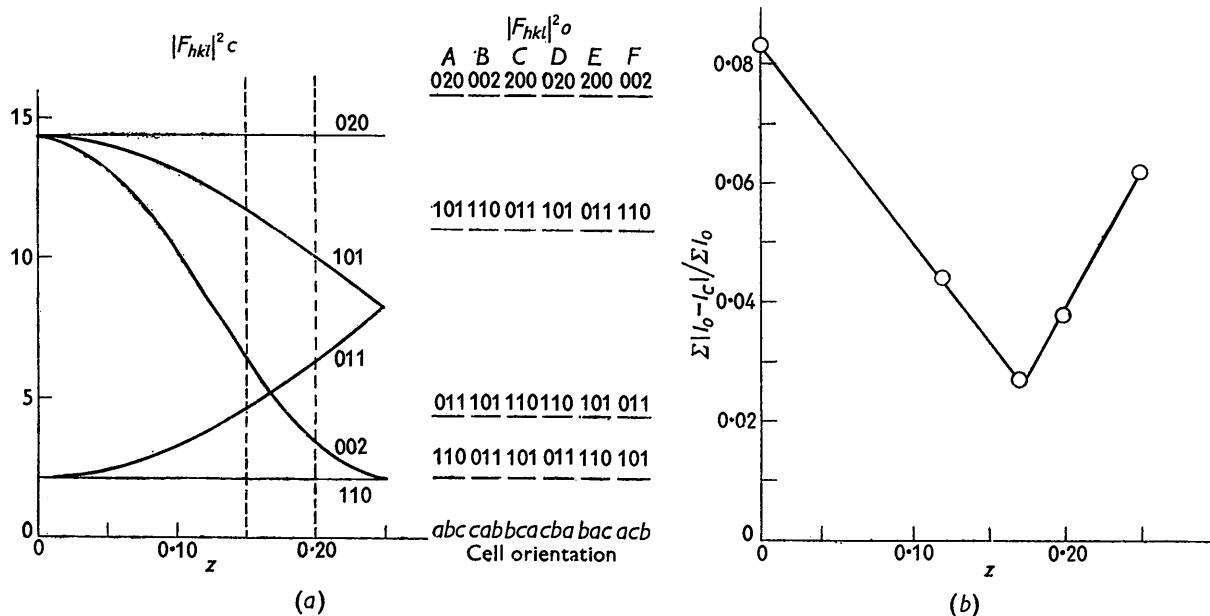 |F_hkl|²c
15
10
5
0
0
0·10
0·20
z
020
101
011
002
110
(a)
|F_hkl|²o
A B C D E F
020 002 200 020 200 002
101 110 011 101 011 110
011 101 110 110 101 011
110 011 101 011 110 101
abc cab bca cba bac acb
Cell orientation
Σ|I_o–I_c|/ΣI_o
0·08
0·06
0·04
0·02
0
0
0·10
0·20
z
(b)